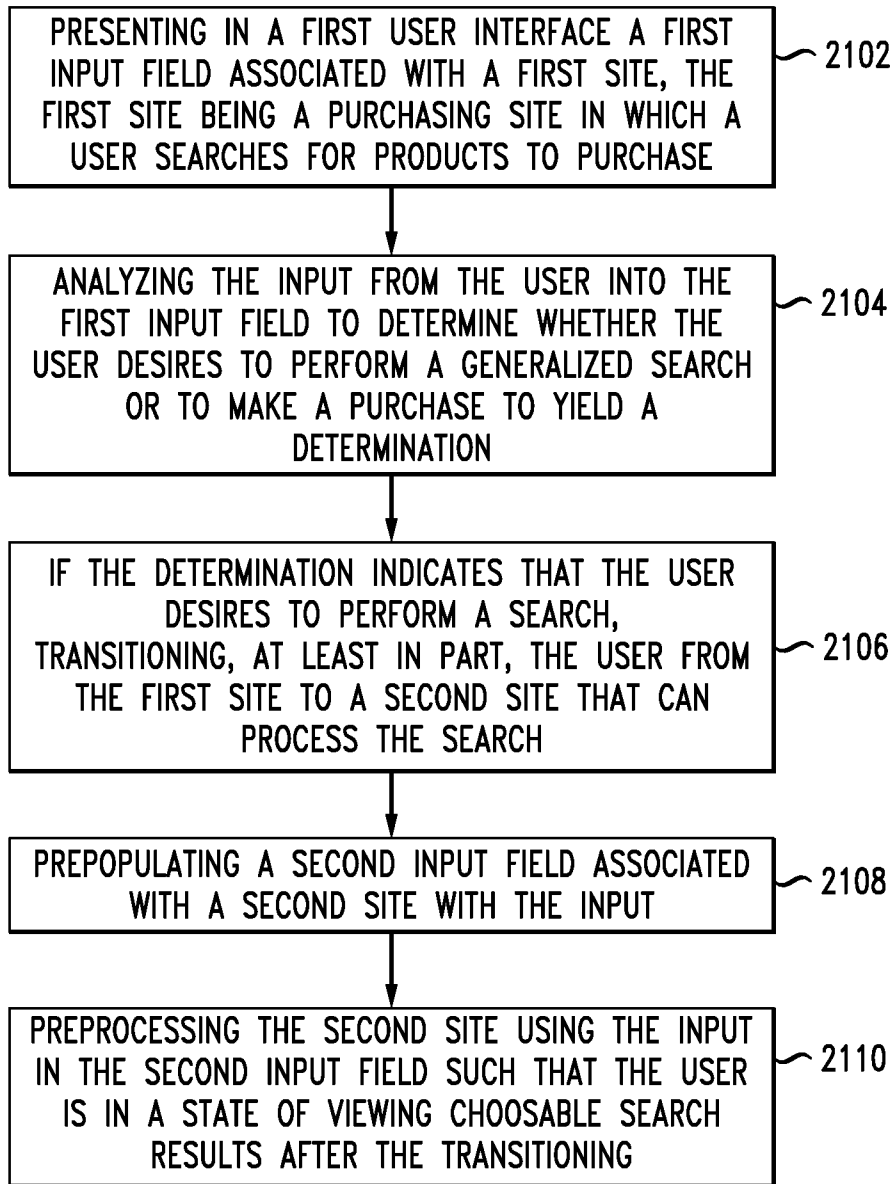 PRESENTING IN A FIRST USER INTERFACE A FIRST
INPUT FIELD ASSOCIATED WITH A FIRST SITE, THE
FIRST SITE BEING A PURCHASING SITE IN WHICH A
USER SEARCHES FOR PRODUCTS TO PURCHASE
2102
ANALYZING THE INPUT FROM THE USER INTO THE
FIRST INPUT FIELD TO DETERMINE WHETHER THE
USER DESIRES TO PERFORM A GENERALIZED SEARCH
OR TO MAKE A PURCHASE TO YIELD A
DETERMINATION
2104
IF THE DETERMINATION INDICATES THAT THE USER
DESIRES TO PERFORM A SEARCH,
TRANSITIONING, AT LEAST IN PART, THE USER FROM
THE FIRST SITE TO A SECOND SITE THAT CAN
PROCESS THE SEARCH
2106
PREPOPULATING A SECOND INPUT FIELD ASSOCIATED
WITH A SECOND SITE WITH THE INPUT
2108
PREPROCESSING THE SECOND SITE USING THE INPUT
IN THE SECOND INPUT FIELD SUCH THAT THE USER
IS IN A STATE OF VIEWING CHOOSABLE SEARCH
RESULTS AFTER THE TRANSITIONING
2110